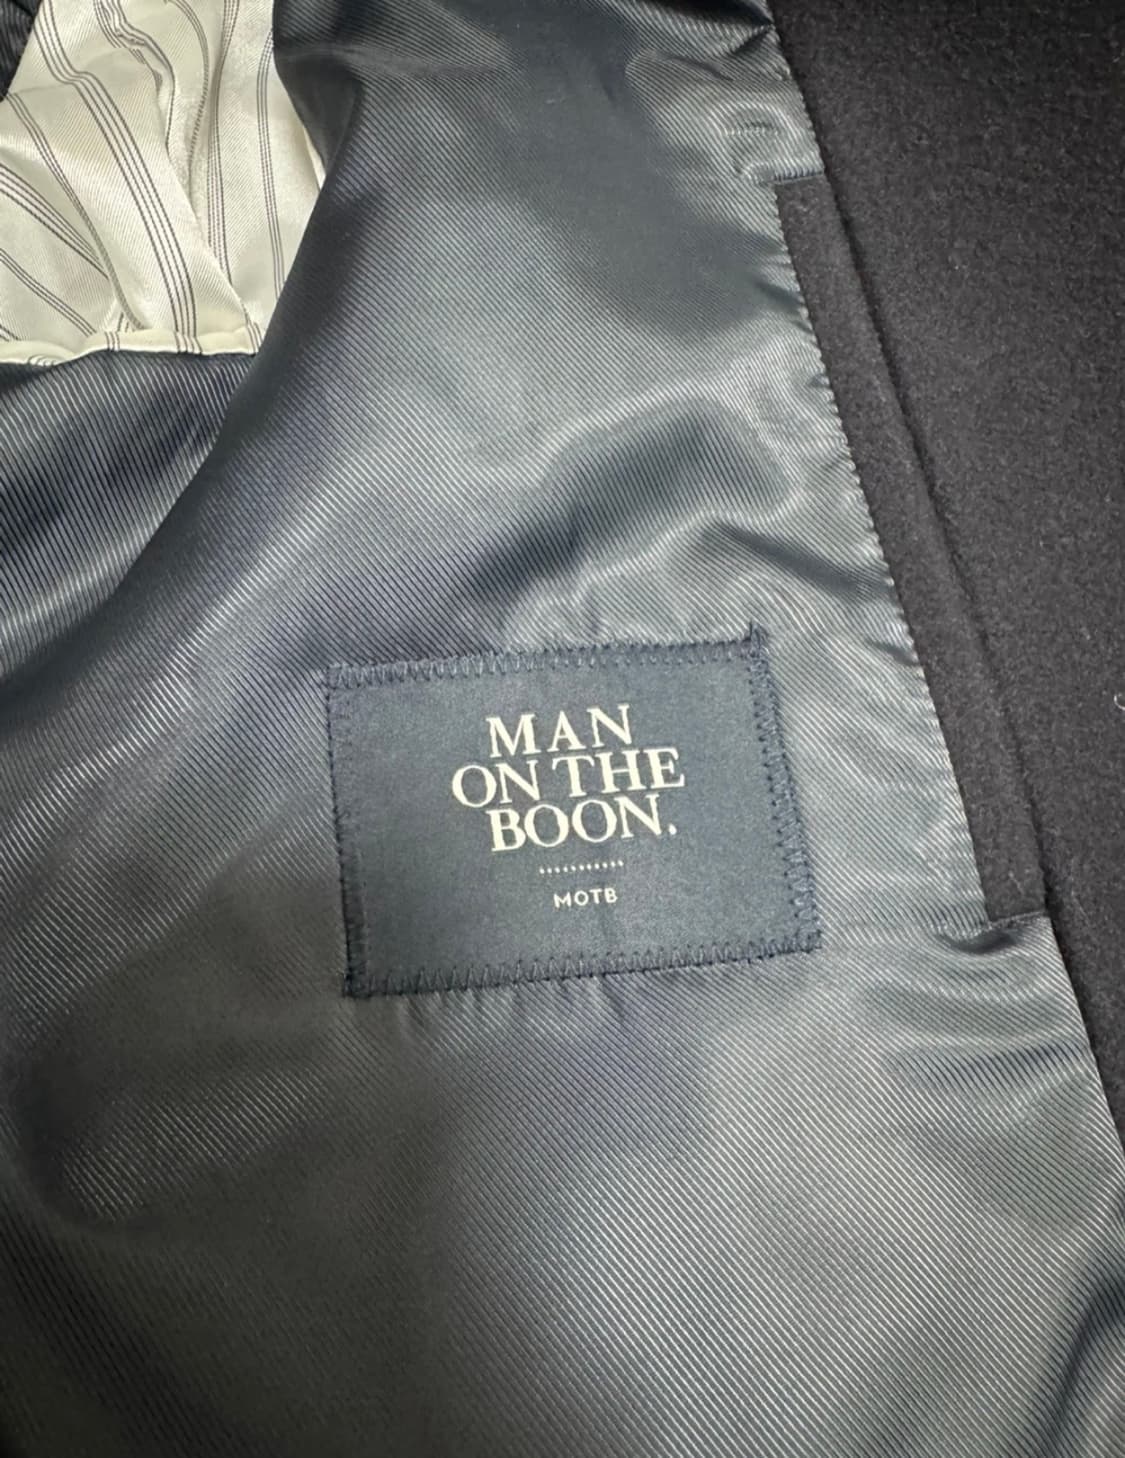 MAN
ON THE
BOON.
MOTB